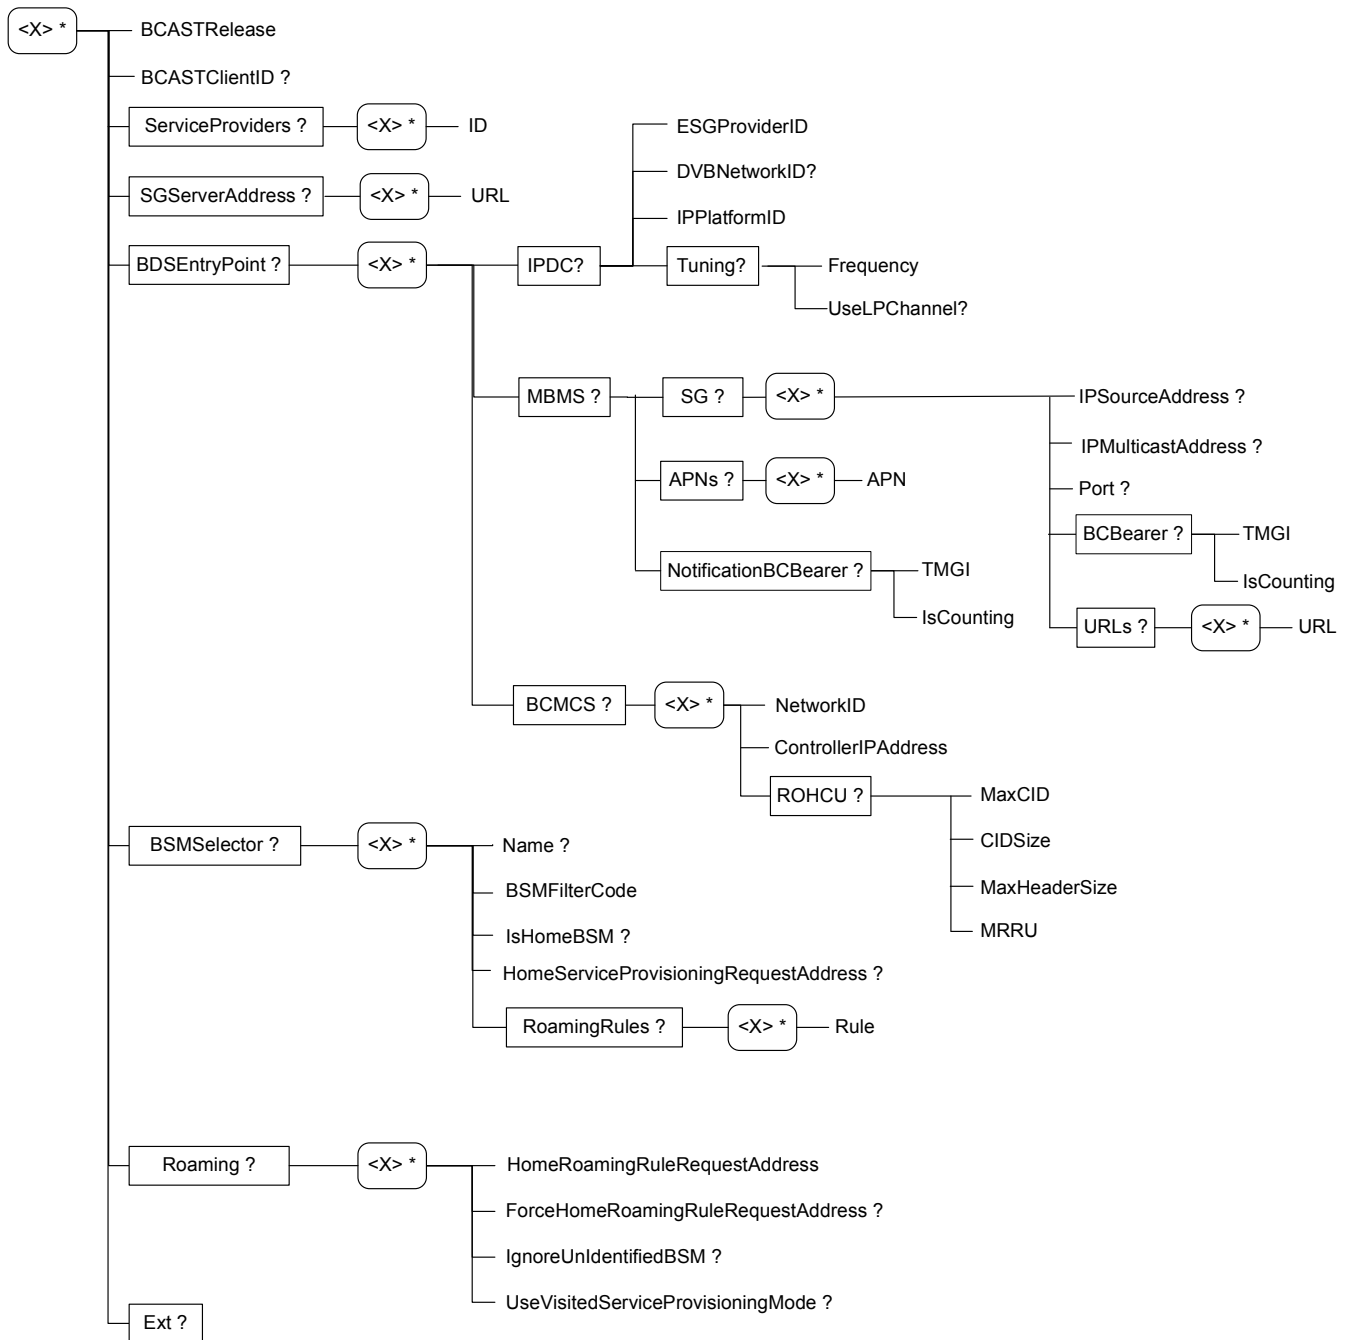 <X> * BCASTRelease
BCASTClientID ?
ServiceProviders ? <X> * ID
ESGProviderID
DVBNetworkID?
SGServerAddress ? <X> * URL
IPPlatformID
BDSEntryPoint ? <X> * IPDC? Tuning? Frequency
UseLPChannel?
MBMS ? SG ? <X> * IPSourceAddress ?
IPMulticastAddress ?
APNs ? <X> * APN
Port ?
BCBearer ? TMGI
NotificationBCBearer ? TMGI
IsCounting
IsCounting
URLs ? <X> * URL
BCMCS ? <X> * NetworkID
ControllerIPAddress
ROHCU ? MaxCID
CIDSize
BSMSelector ? <X> * Name ?
BSMFilterCode
MaxHeaderSize
IsHomeBSM ?
MRRU
HomeServiceProvisioningRequestAddress ?
RoamingRules ? <X> * Rule
Roaming ? <X> * HomeRoamingRuleRequestAddress
ForceHomeRoamingRuleRequestAddress ?
IgnoreUnIdentifiedBSM ?
UseVisitedServiceProvisioningMode ?
Ext ?